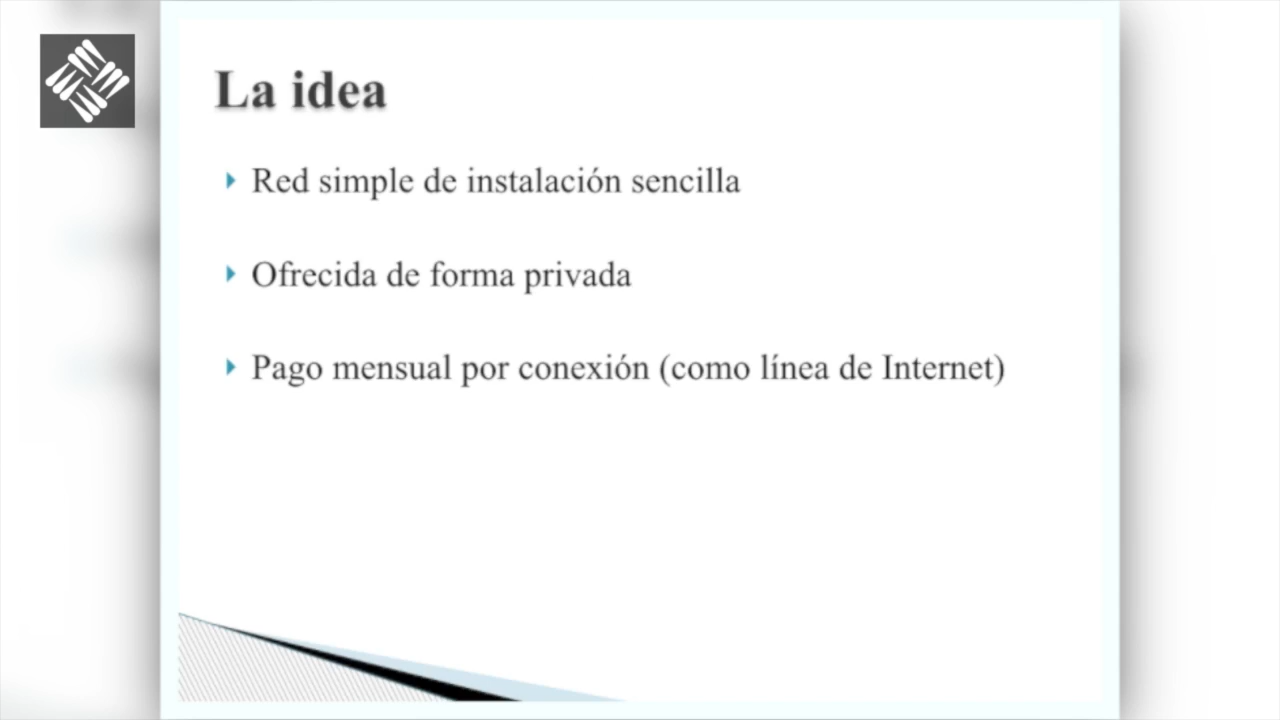 La idea
Red simple de instalación sencilla
Ofrecida de forma privada
Pago mensual por conexión (como línea de Internet)